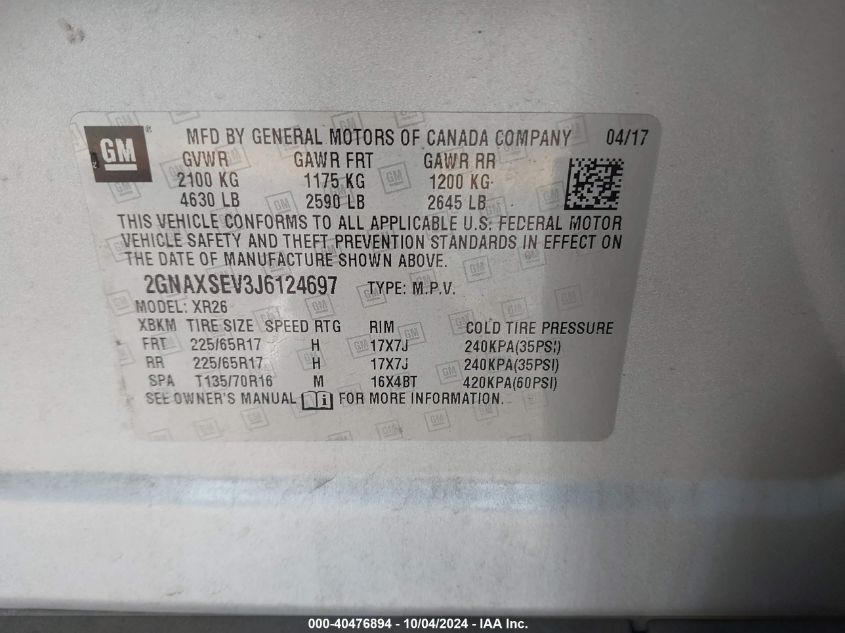 GM ® MFD BY GENERAL MOTORS OF CANADA COMPANY 04/17
GVWR GAWR FRT GAWR RR
2100 KG 1175 KG 1200 KG
4630 LB 2590 LB 2645 LB
THIS VEHICLE CONFORMS TO ALL APPLICABLE U.S. FEDERAL MOTOR
VEHICLE SAFETY AND THEFT PREVENTION STANDARDS IN EFFECT ON
THE DATE OF MANUFACTURE SHOWN ABOVE.
2GNAXSEV3J6124697 TYPE: M.P.V.
MODEL: XR26
XBKM TIRE SIZE SPEED RTG RIM COLD TIRE PRESSURE
FRT 225/65R17 H 17X7J 240KPA(35PSI)
RR 225/65R17 H 17X7J 240KPA(35PSI)
SPA T135/70R16 M 16X4BT 420KPA(60PSI)
SEE OWNER'S MANUAL i FOR MORE INFORMATION.
000-40476894 - 10/04/2024 - IAA Inc.